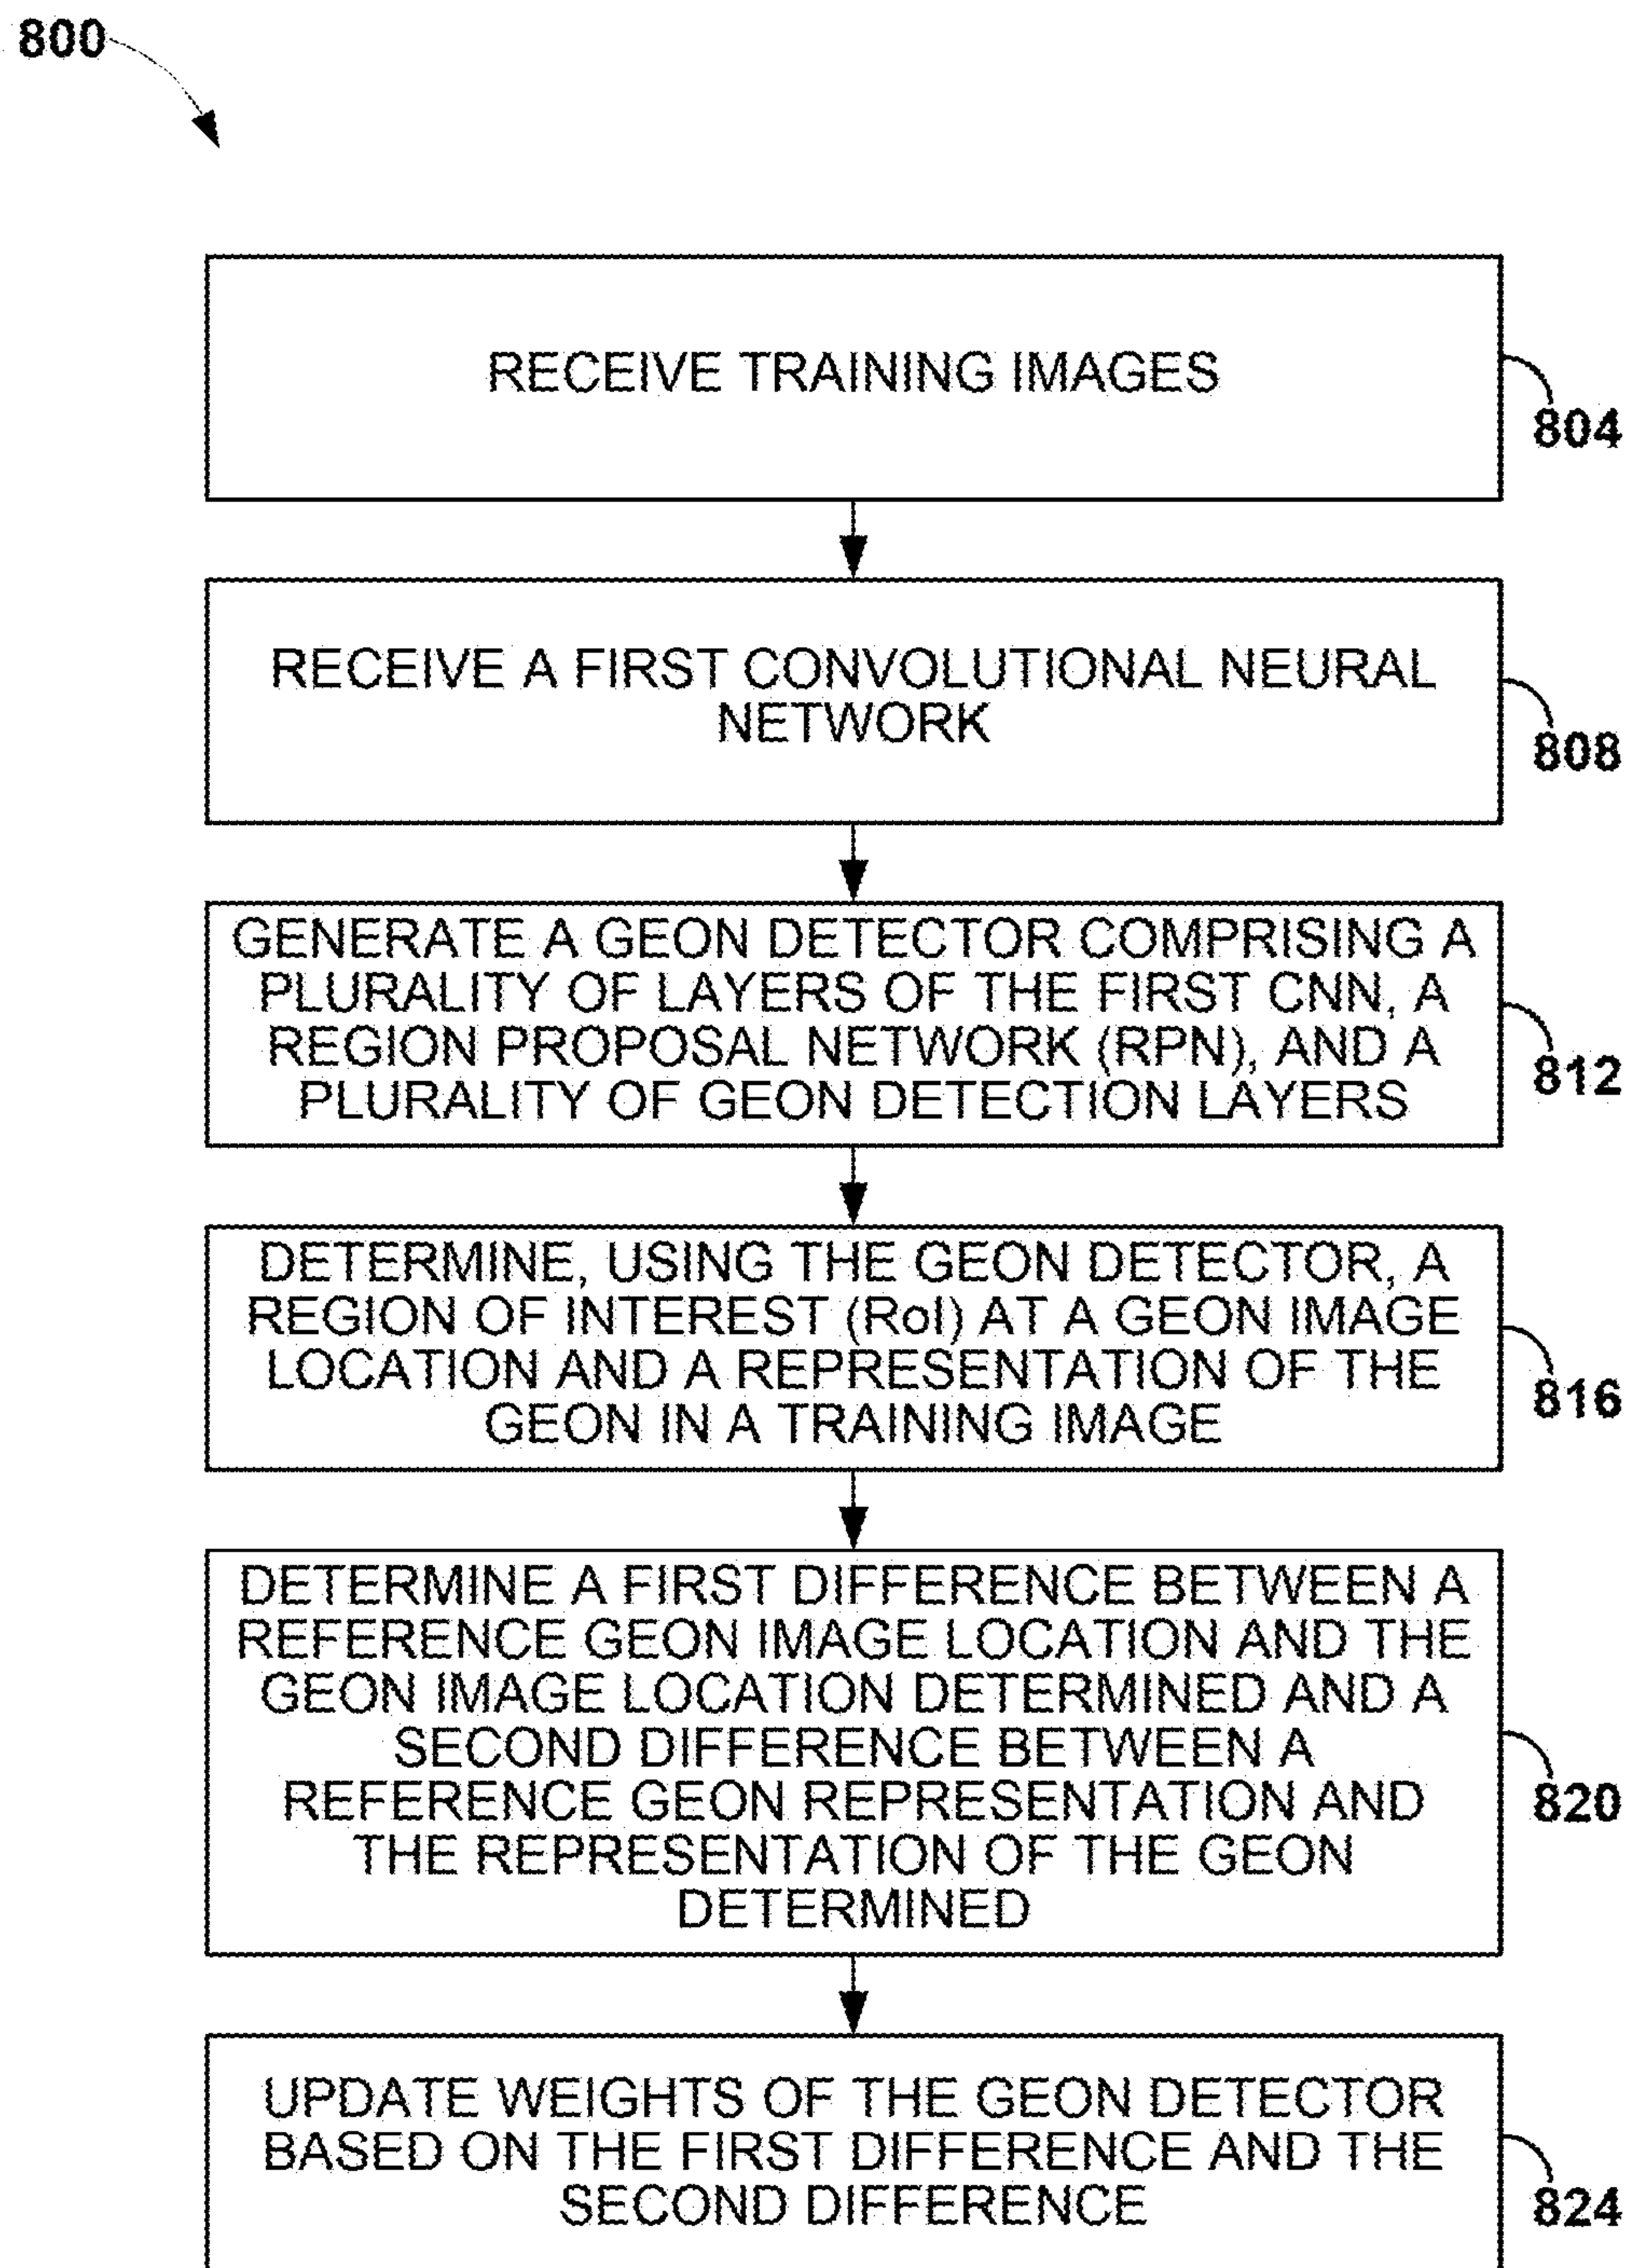 800
RECEIVE TRAINING IMAGES
804
RECEIVE A FIRST CONVOLUTIONAL NEURAL
NETWORK
808
GENERATE A GEON DETECTOR COMPRISING A
PLURALITY OF LAYERS OF THE FIRST CNN, A
REGION PROPOSAL NETWORK (RPN), AND A
PLURALITY OF GEON DETECTION LAYERS
812
DETERMINE, USING THE GEON DETECTOR, A
REGION OF INTEREST (RoI) AT A GEON IMAGE
LOCATION AND A REPRESENTATION OF THE
GEON IN A TRAINING IMAGE
816
DETERMINE A FIRST DIFFERENCE BETWEEN A
REFERENCE GEON IMAGE LOCATION AND THE
GEON IMAGE LOCATION DETERMINED AND A
SECOND DIFFERENCE BETWEEN A
REFERENCE GEON REPRESENTATION AND
THE REPRESENTATION OF THE GEON
DETERMINED
820
UPDATE WEIGHTS OF THE GEON DETECTOR
BASED ON THE FIRST DIFFERENCE AND THE
SECOND DIFFERENCE
824